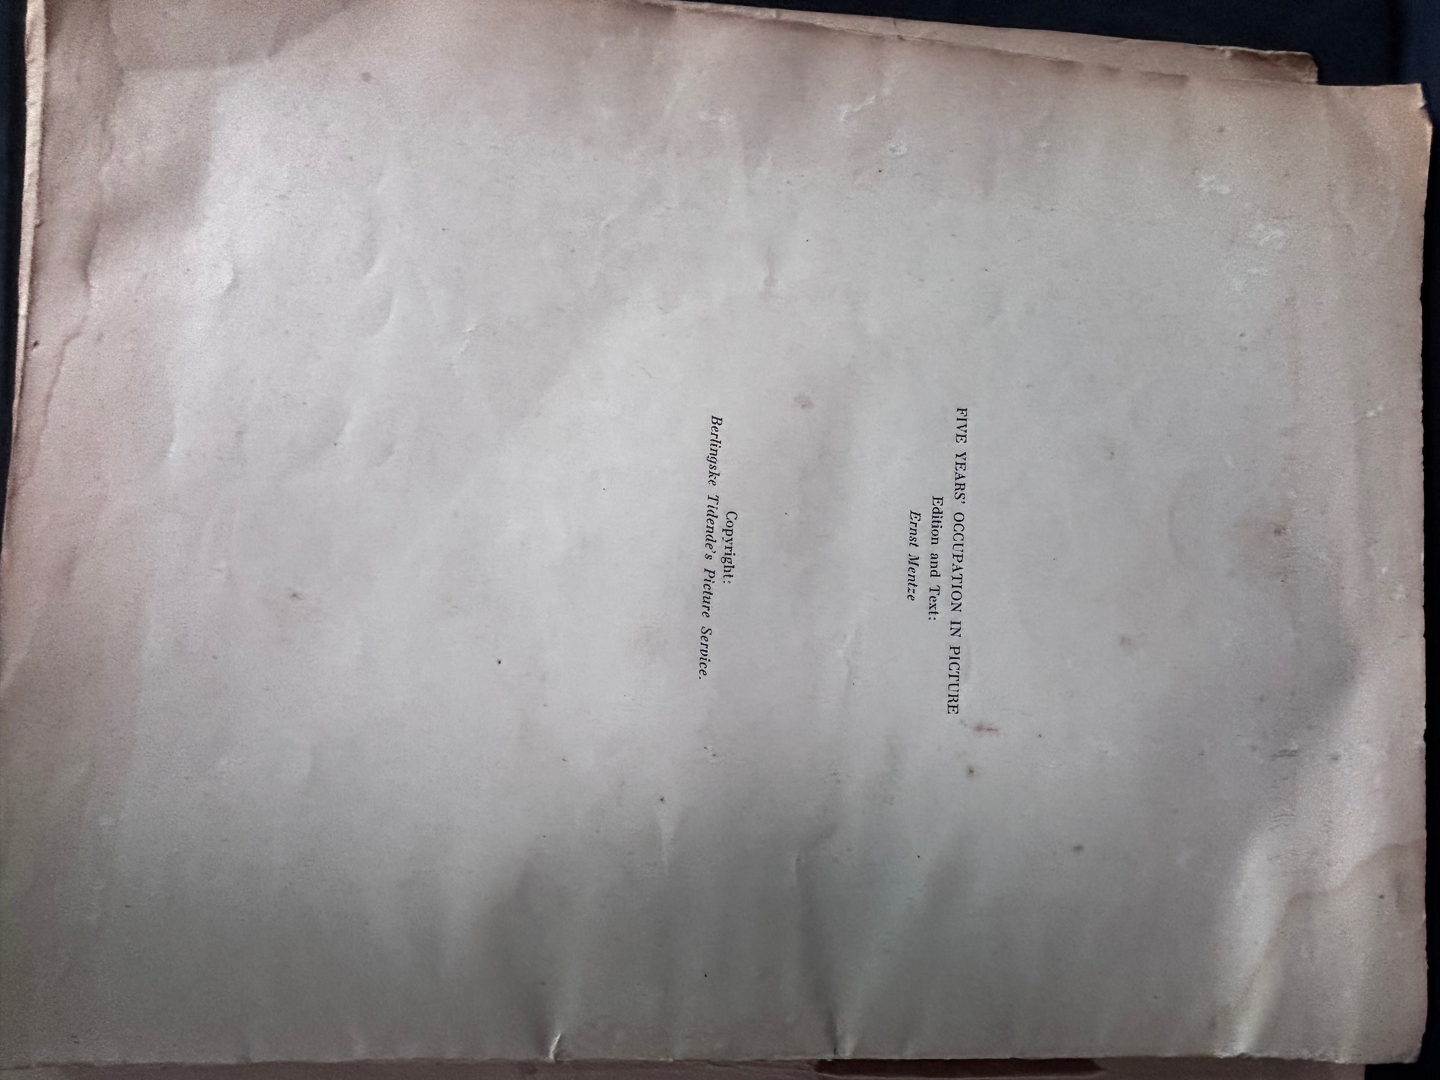 FIVE YEARS' OCCUPATION IN PICTURE
Edition and Text:
Ernst Mentze
Copyright:
Berlingske Tidende's Picture Service.